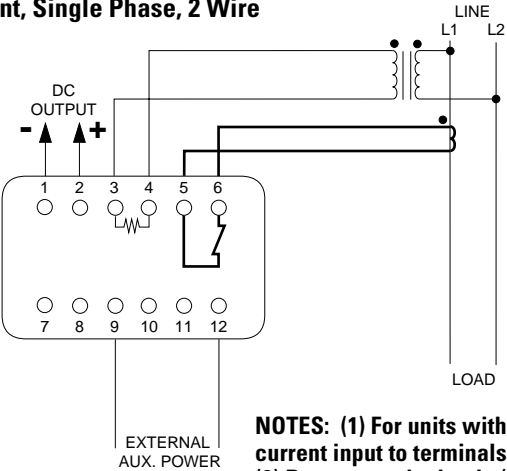 nt, Single Phase, 2 Wire
LINE
L1 L2
DC
OUTPUT
- +
1 2 3 4 5 6
7 8 9 10 11 12
LOAD
EXTERNAL
AUX. POWER
NOTES: (1) For units with
current input to terminals